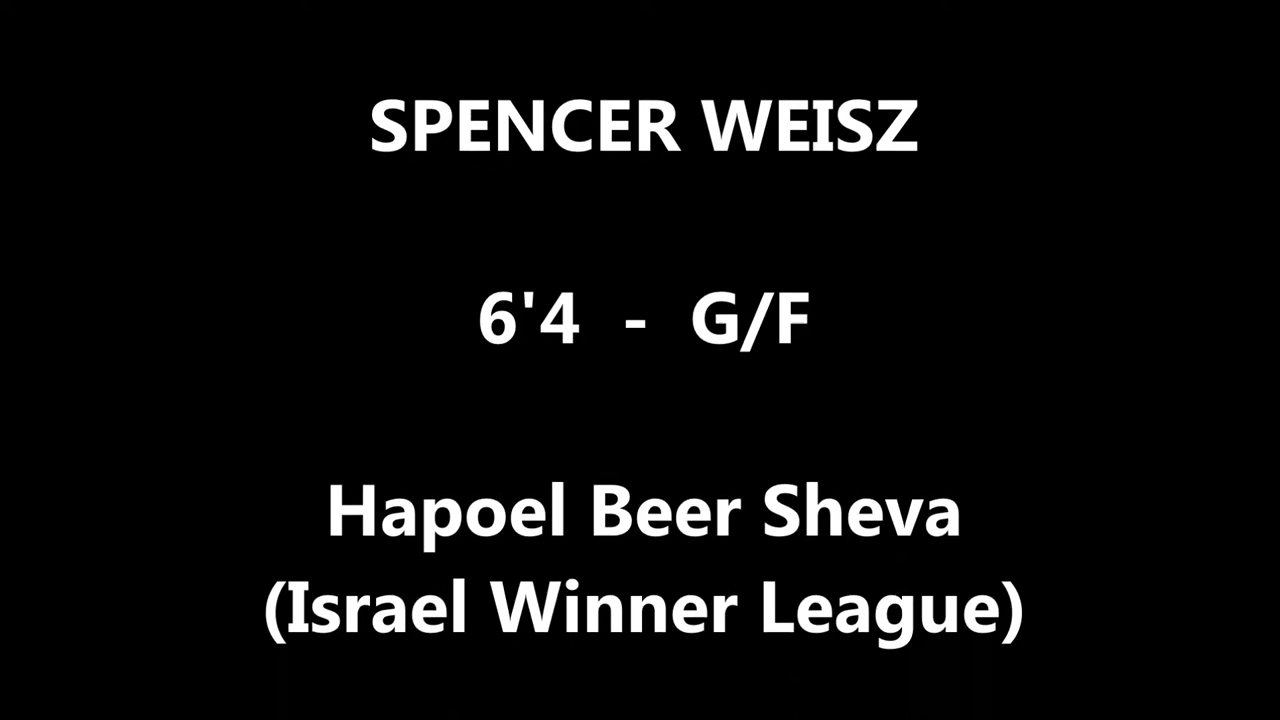 SPENCER WEISZ
6'4 - G/F
Hapoel Beer Sheva
(Israel Winner League)